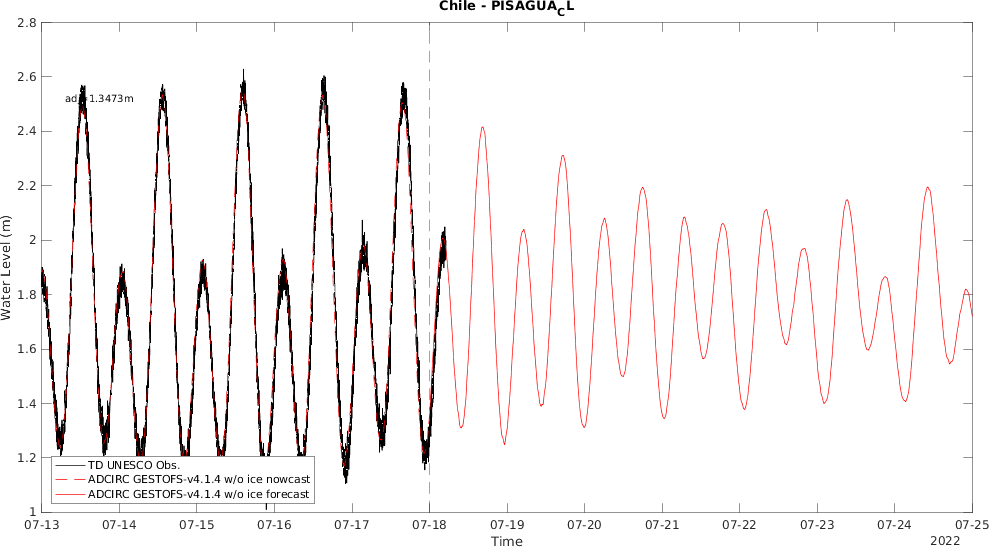 Chile - PISAGUA_CL
2.8
2.6
2.4
2.2
2
1.8
1.6
1.4
1.2
1
Water Level (m)
1.3473m
TD UNESCO Obs.
ADCIRC GESTOFS-v4.1.4 w/o ice nowcast
ADCIRC GESTOFS-v4.1.4 w/o ice forecast
07-13 07-14 07-15 07-16 07-17 07-18 07-19 07-20 07-21 07-22 07-23 07-24 07-25
Time
2022